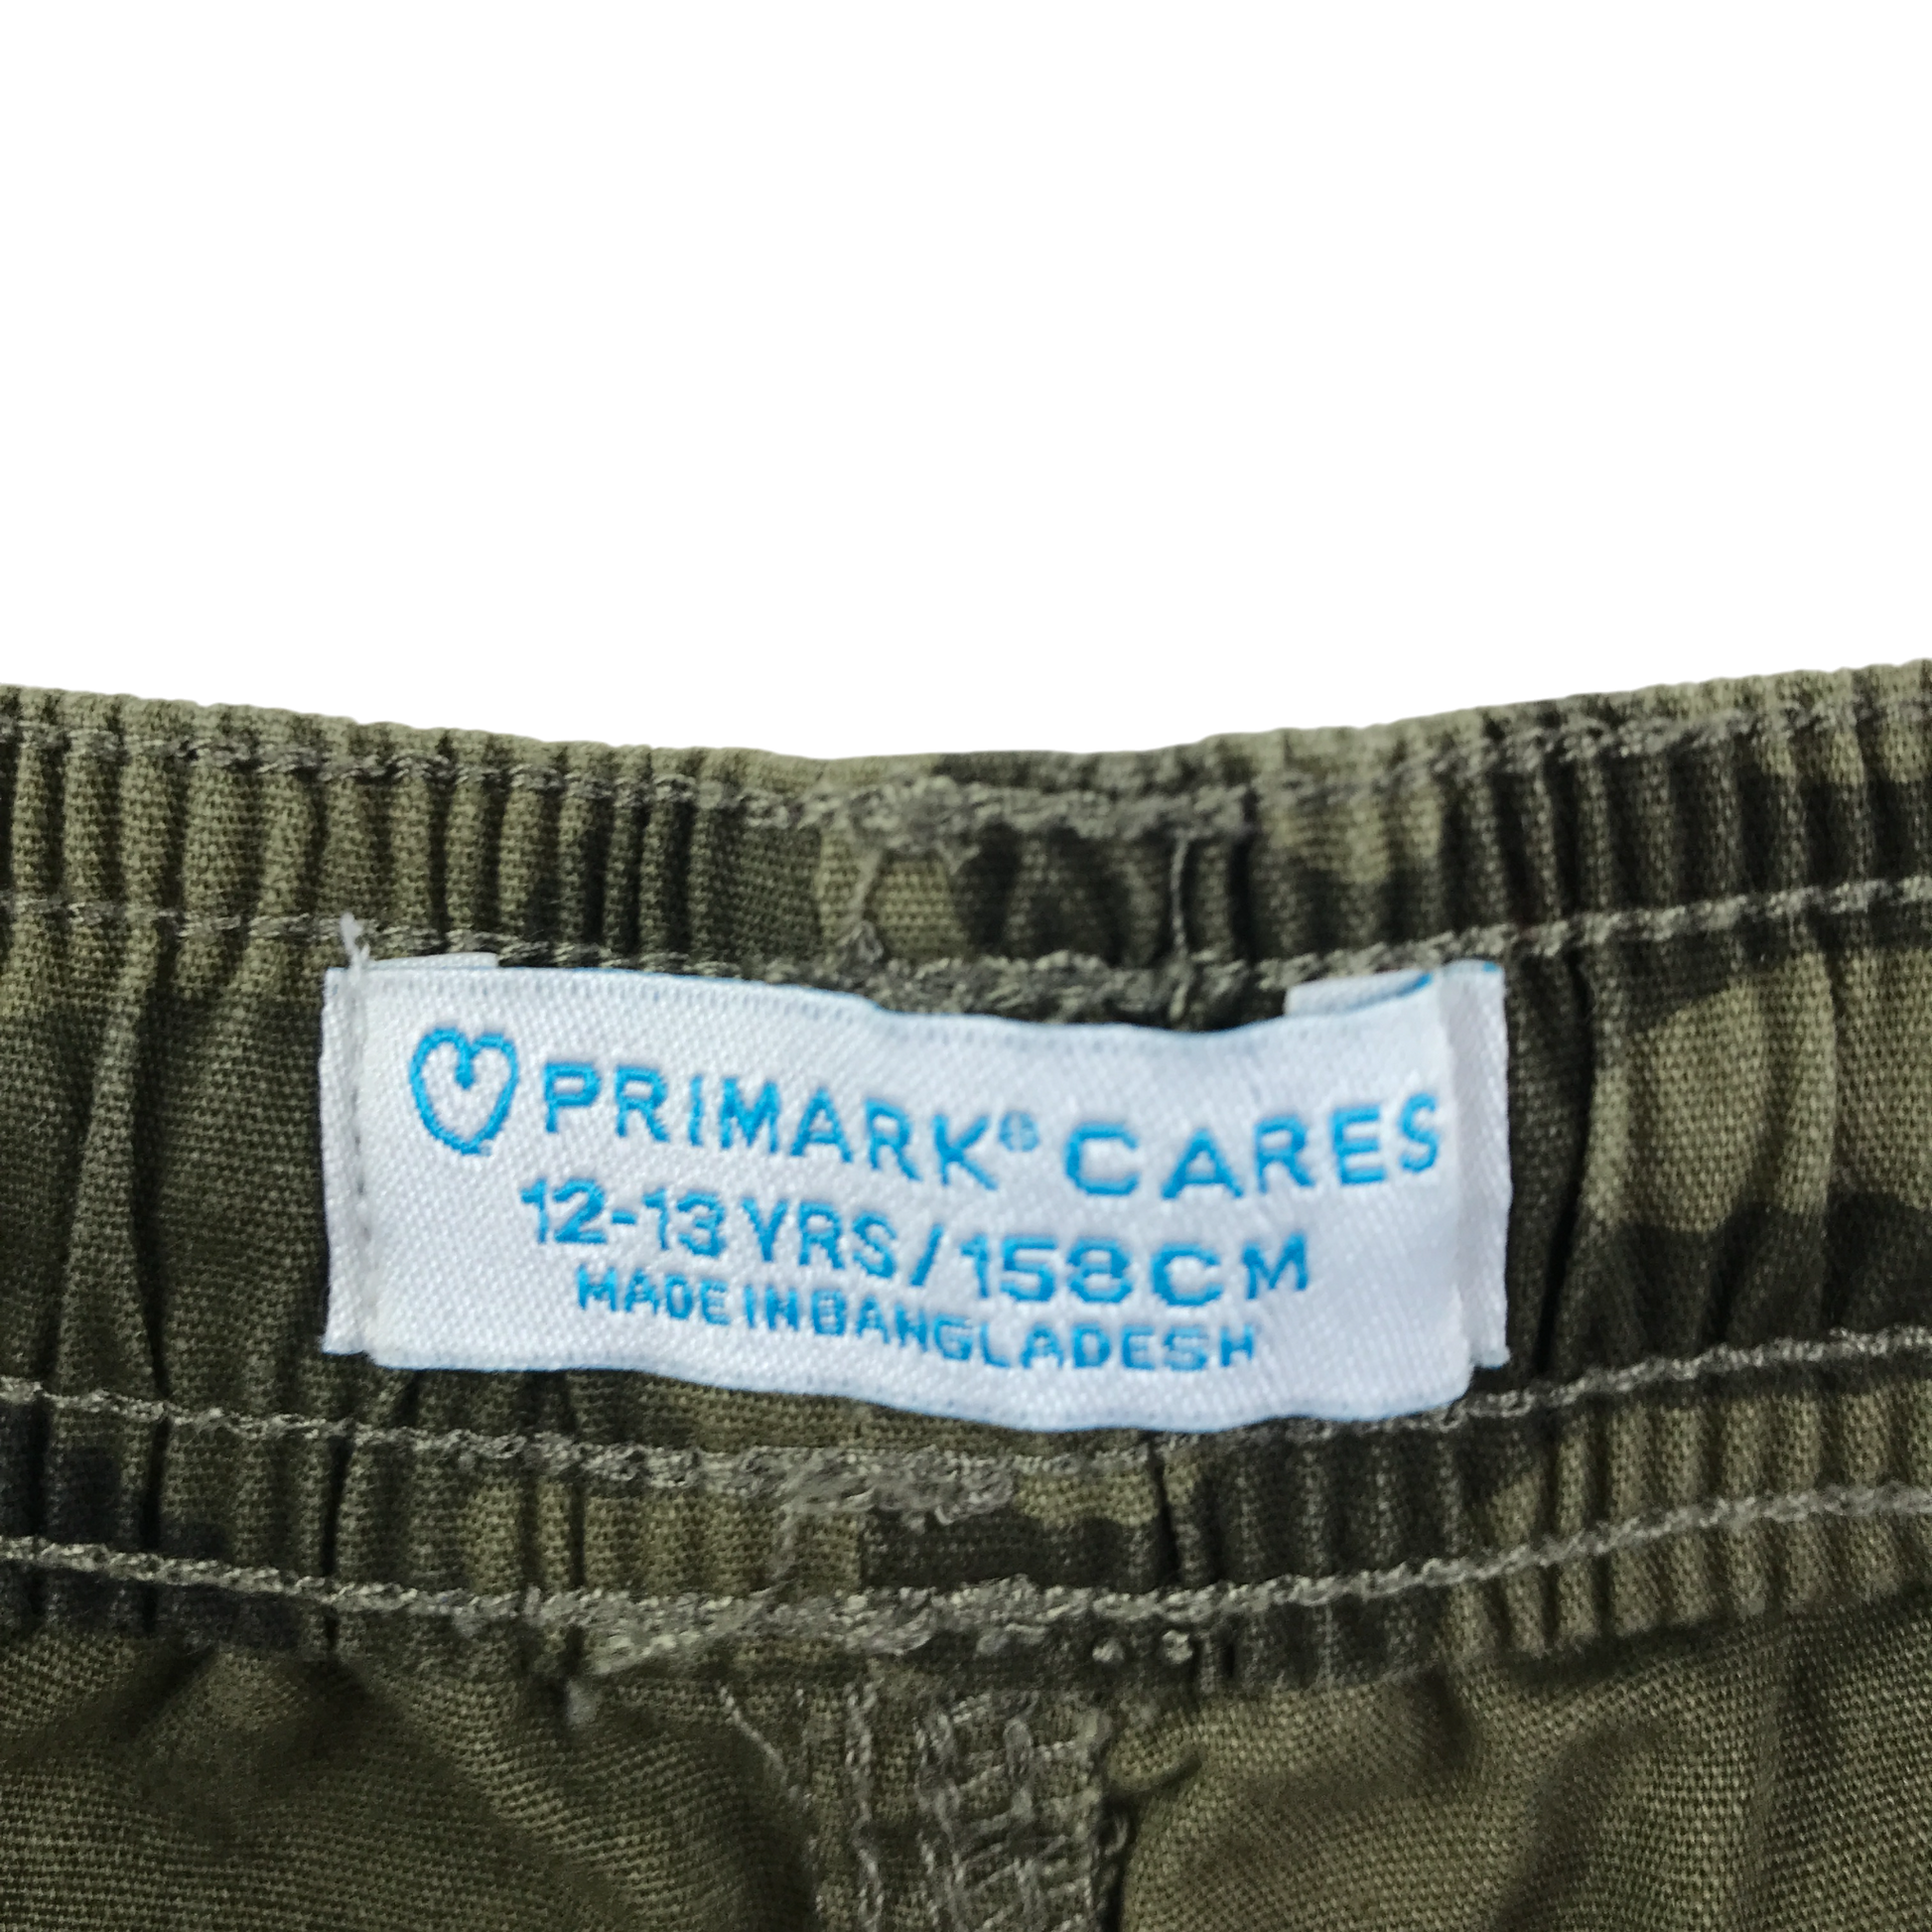 PRIMARK® CARES
12-13 YRS/158CM
MADE IN BANGLADESH